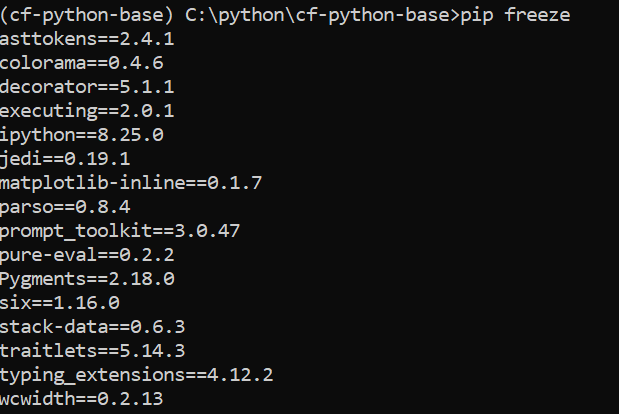 (cf-python-base) C:\python\cf-python-base>pip freeze
asttokens==2.4.1
colorama==0.4.6
decorator==5.1.1
executing==2.0.1
ipython==8.25.0
jedi==0.19.1
matplotlib-inline==0.1.7
parso==0.8.4
prompt_toolkit==3.0.47
pure-eval==0.2.2
Pygments==2.18.0
six==1.16.0
stack-data==0.6.3
traitlets==5.14.3
typing_extensions==4.12.2
wcwidth==0.2.13